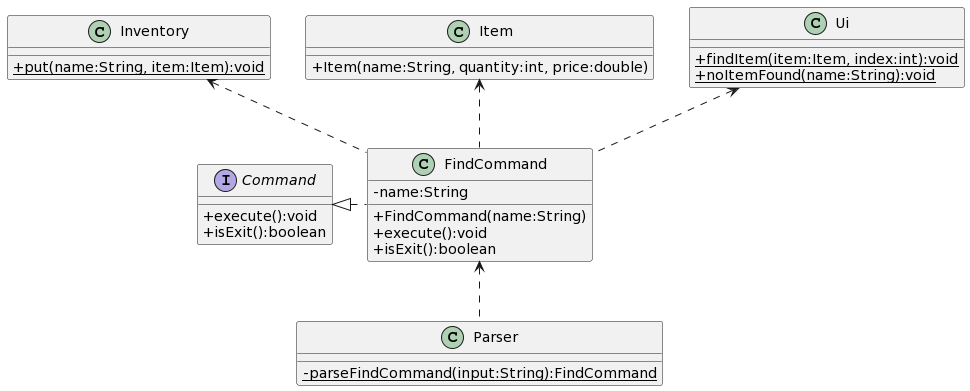 C Inventory
+put(name:String, item:Item):void
C Item
+Item(name:String, quantity:int, price:double)
C Ui
+findItem(item:Item, index:int):void
+noItemFound(name:String):void
I Command
+execute():void
+isExit():boolean
C FindCommand
-name:String
+FindCommand(name:String)
+execute():void
+isExit():boolean
C Parser
-parseFindCommand(input:String):FindCommand